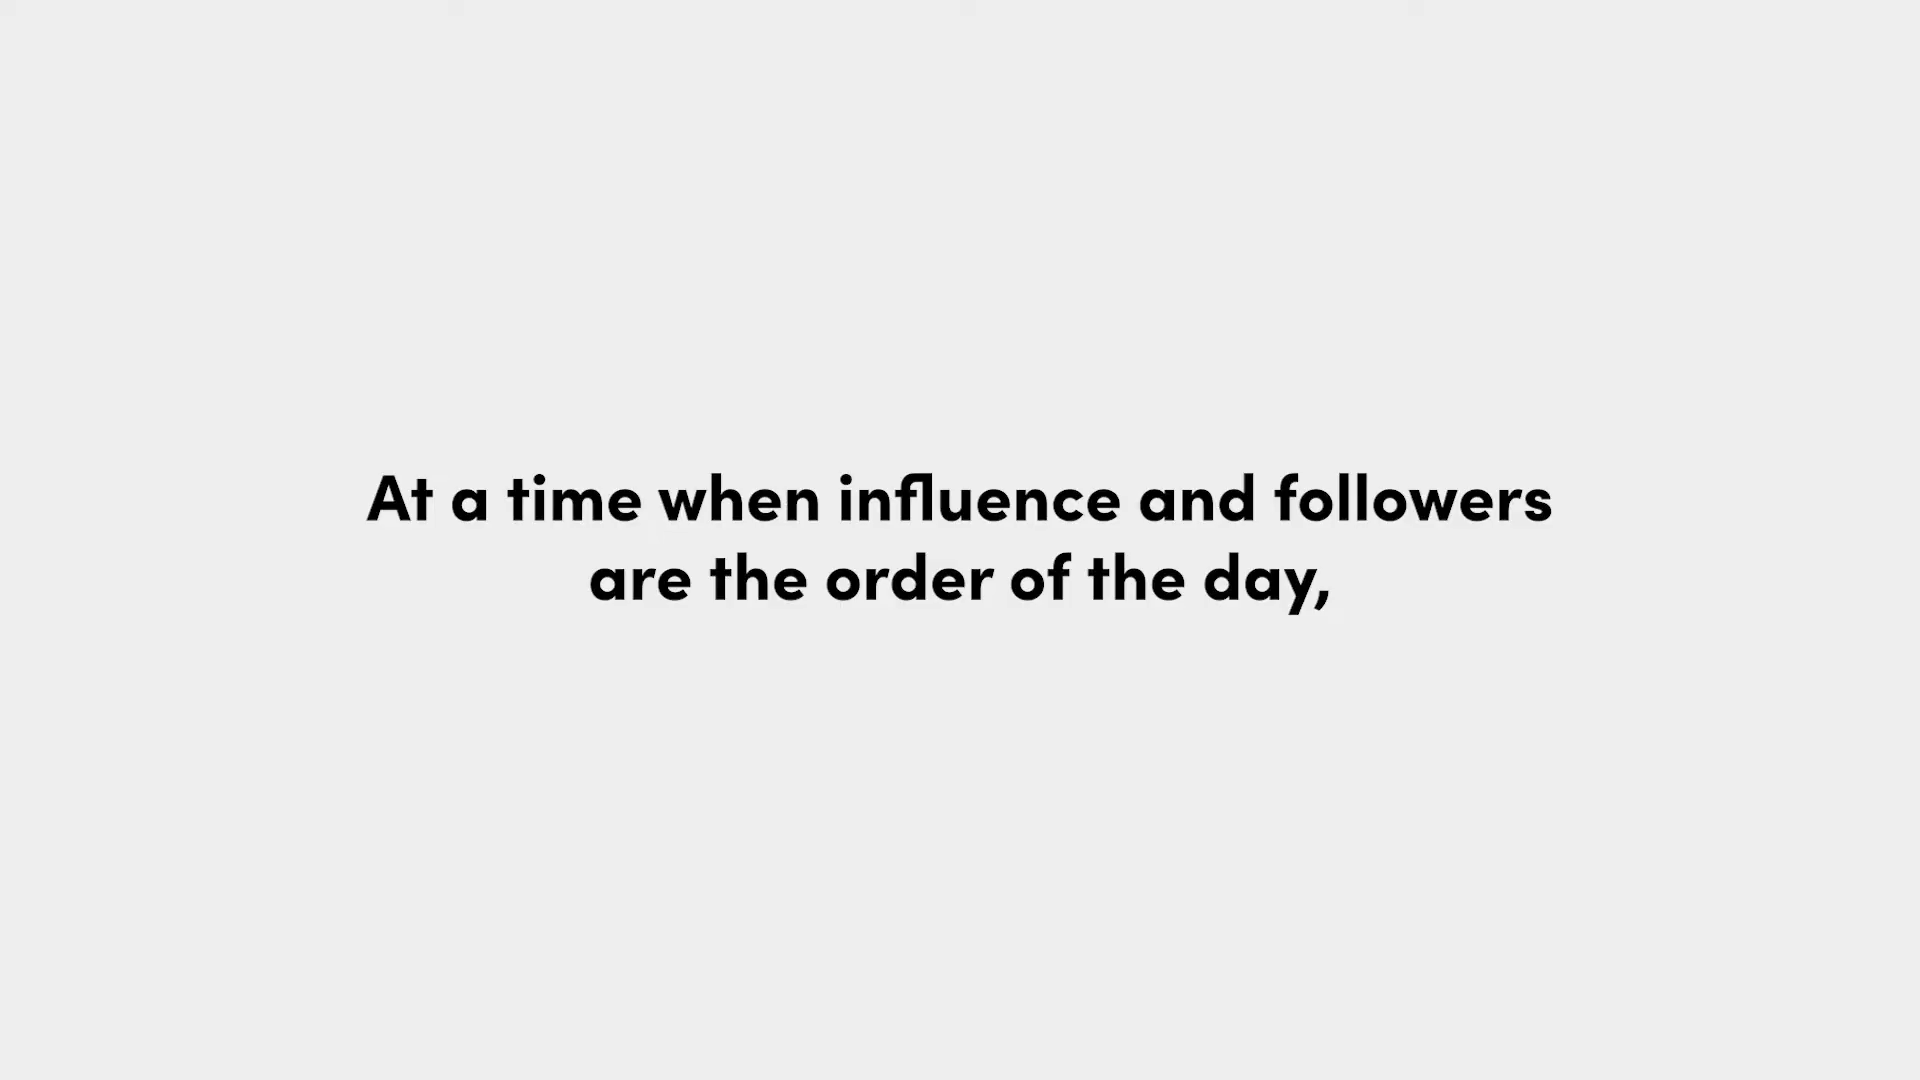 At a time when influence and followers
are the order of the day,